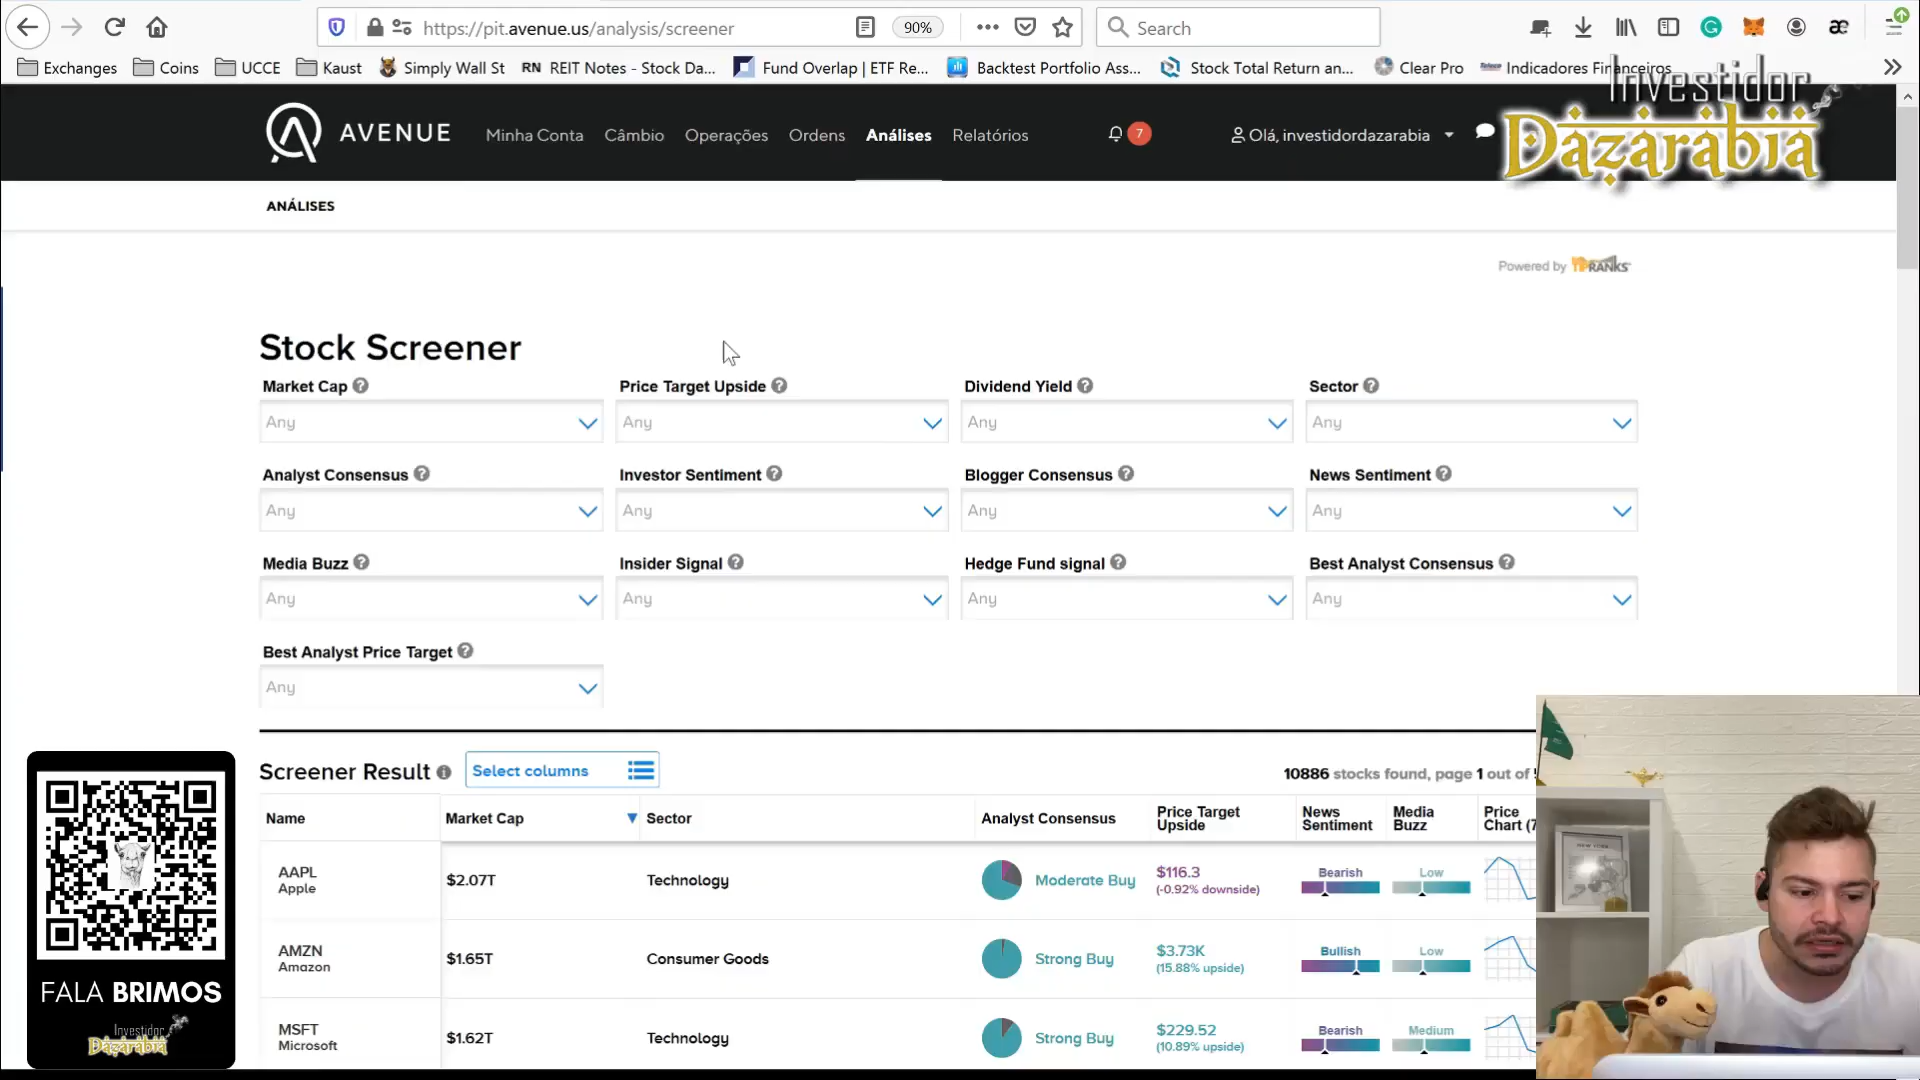 https://pit.avenue.us/analysis/screener
90%
Search
Exchanges
Coins
UCCE
Kaust
Simply Wall St
RN REIT Notes - Stock Da...
Fund Overlap | ETF Re...
Backtest Portfolio Ass...
Stock Total Return an...
Clear Pro
Indicadores Financeiros
Investidor
Dazarabia
AVENUE
Minha Conta
Câmbio
Operações
Ordens
Análises
Relatórios
7
Olá, investidordazarabia
ANÁLISES
Powered by TIPRANKS
Stock Screener
Market Cap
Price Target Upside
Dividend Yield
Sector
Any
Any
Any
Any
Analyst Consensus
Investor Sentiment
Blogger Consensus
News Sentiment
Any
Any
Any
Any
Media Buzz
Insider Signal
Hedge Fund signal
Best Analyst Consensus
Any
Any
Any
Any
Best Analyst Price Target
Any
Screener Result
Select columns
10886 stocks found, page 1 out of
Name
Market Cap
Sector
Analyst Consensus
Price Target
Upside
News
Sentiment
Media
Buzz
Price
Chart (7
AAPL
Apple
$2.07T
Technology
Moderate Buy
$116.3
(-0.92% downside)
Bearish
Low
AMZN
Amazon
$1.65T
Consumer Goods
Strong Buy
$3.73K
(15.88% upside)
Bullish
Low
MSFT
Microsoft
$1.62T
Technology
Strong Buy
$229.52
(10.89% upside)
Bearish
Medium
FALA BRIMOS
Investidor
Dazarabia
NEW YORK